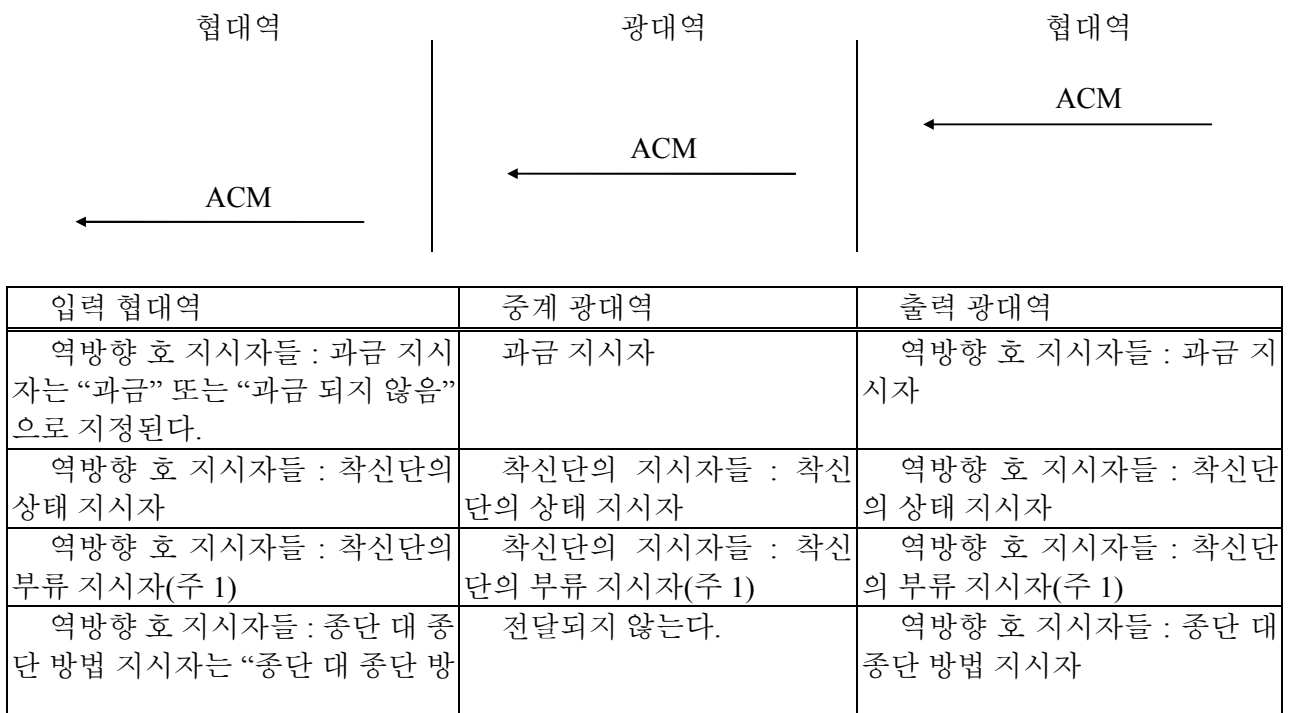 협대역 광대역 협대역
ACM
ACM
ACM
입력 협대역 중계 광대역 출력 광대역
역방향 호 지시자들 : 과금 지시
자는 “과금” 또는 “과금 되지 않음”
으로 지정된다.
과금 지시자
역방향 호 지시자들 : 과금 지
시자
역방향 호 지시자들 : 착신단의
상태 지시자
착신단의 지시자들 : 착신
단의 상태 지시자
역방향 호 지시자들 : 착신단
의 상태 지시자
역방향 호 지시자들 : 착신단의
부류 지시자(주 1)
착신단의 지시자들 : 착신
단의 부류 지시자(주 1)
역방향 호 지시자들 : 착신단
의 부류 지시자(주 1)
역방향 호 지시자들 : 종단 대 종
단 방법 지시자는 “종단 대 종단 방
전달되지 않는다.
역방향 호 지시자들 : 종단 대
종단 방법 지시자